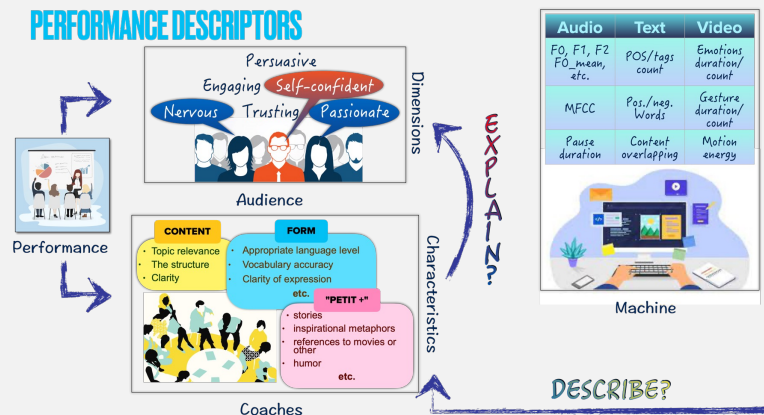 PERFORMANCE DESCRIPTORS
Performance
Persuasive
Engaging Self-confident
Nervous Trusting Passionate
Audience
Dimensions
CONTENT
· Topic relevance
· The structure
· Clarity
FORM
· Appropriate language level
· Vocabulary accuracy
· Clarity of expression
etc.
"PETIT +"
· stories
· inspirational metaphors
· references to movies or
other
· humor
etc.
Coaches
Characteristics
EXPLAIN?
Audio Text Video
F0, F1, F2
F0_mean,
etc.
POS/tags
count
Emotions
duration/
count
MFCC
Pos./neg.
Words
Gesture
duration/
count
Pause
duration
Content
overlapping
Motion
energy
Machine
DESCRIBE?